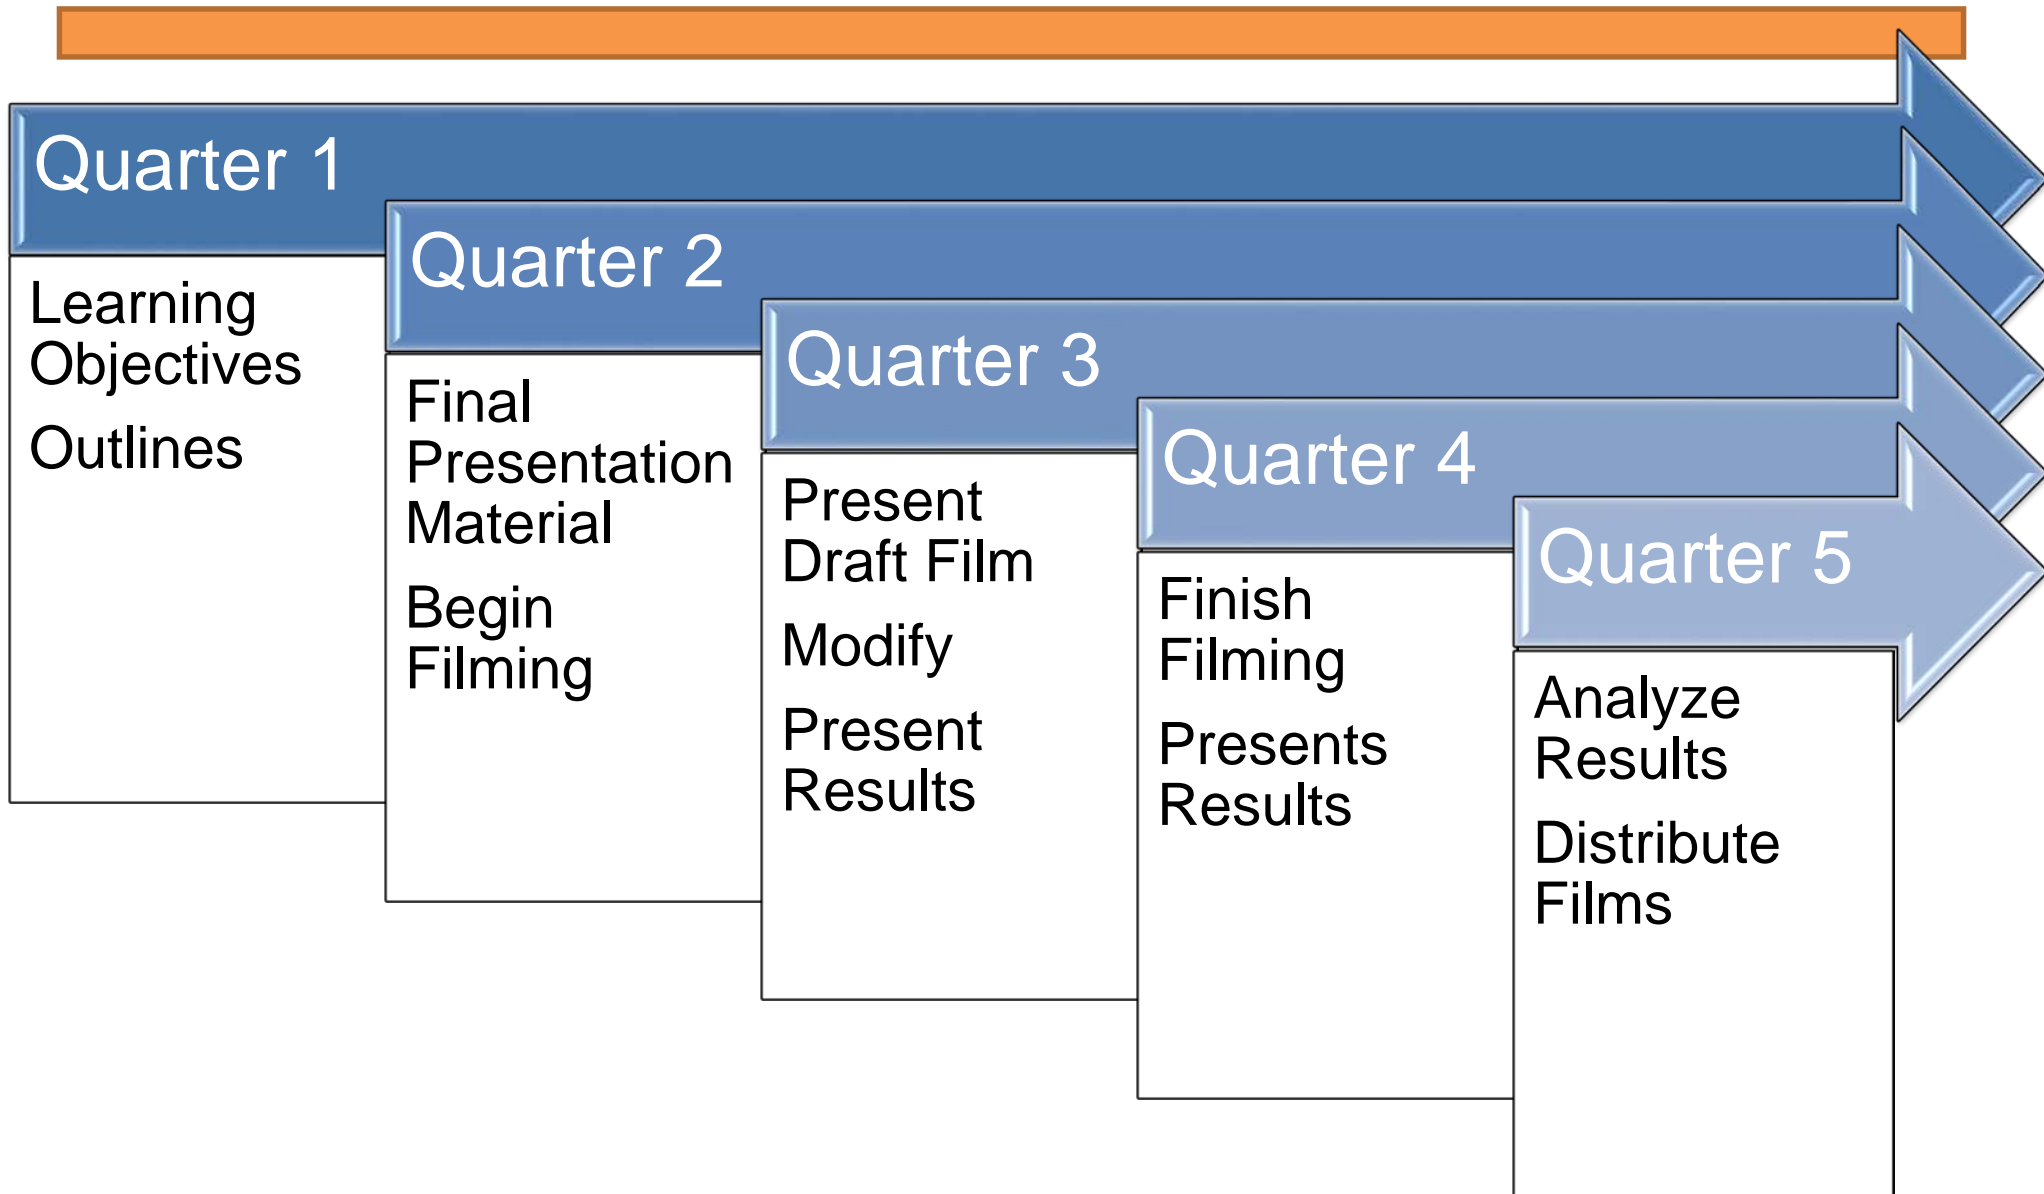 Quarter 1
Learning
Objectives
Outlines
Quarter 2
Final
Presentation
Material
Begin
Filming
Quarter 3
Present
Draft Film
Modify
Present
Results
Quarter 4
Finish
Filming
Presents
Results
Quarter 5
Analyze
Results
Distribute
Films